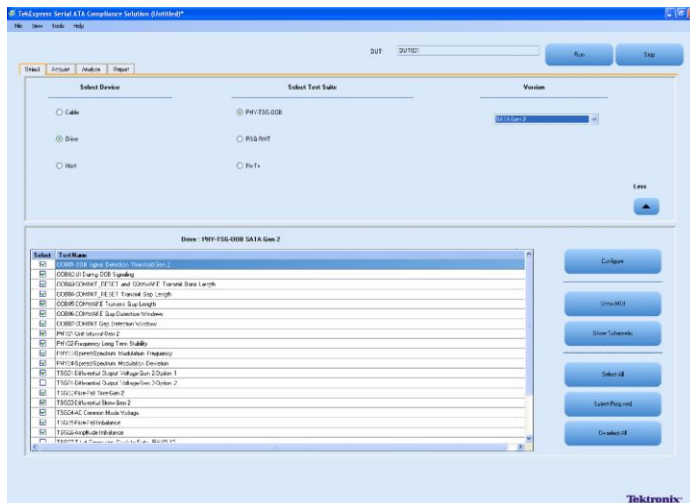 TekExpress Serial ATA Compliance Solution (Untitled)*
File View Tools Help
DUT DUT001 Run Stop
Select Acquire Analyze Report
Select Device Select Test Suite Version
Cable PHY-TSG-OOB SATA Gen 2
Drive RSG-RMT
Host Rx-Tx
Less
Drive : PHY-TSG-OOB SATA Gen 2
Select Test Name
OOB01-OOB Signal Detection Threshold-Gen 2
OOB02-UI During OOB Signaling
OOB03-COMINIT_RESET and COMWAKE Transmit Burst Length
OOB04-COMINIT_RESET Transmit Gap Length
OOB05-COMWAKE Transmit Gap Length
OOB06-COMWAKE Gap Detection Windows
OOB07-COMINIT Gap Detection Windows
PHY01-Unit Interval-Gen 2
PHY02-Frequency Long Term Stability
PHY03-Spread Spectrum Modulation Frequency
PHY04-Spread Spectrum Modulation Deviation
TSG01-Differential Output Voltage-Gen 2-Option 1
TSG01-Differential Output Voltage-Gen 2-Option 2
TSG02-Rise-Fall Time-Gen 2
TSG03-Differential Skew Gen 2
TSG04-AC Common Mode Voltage
TSG05-Rise-Fall Imbalance
TSG06-Amplitude Imbalance
Configure
Show MOI
Show Schematic
Select All
Select Required
Deselect All
Tektronix